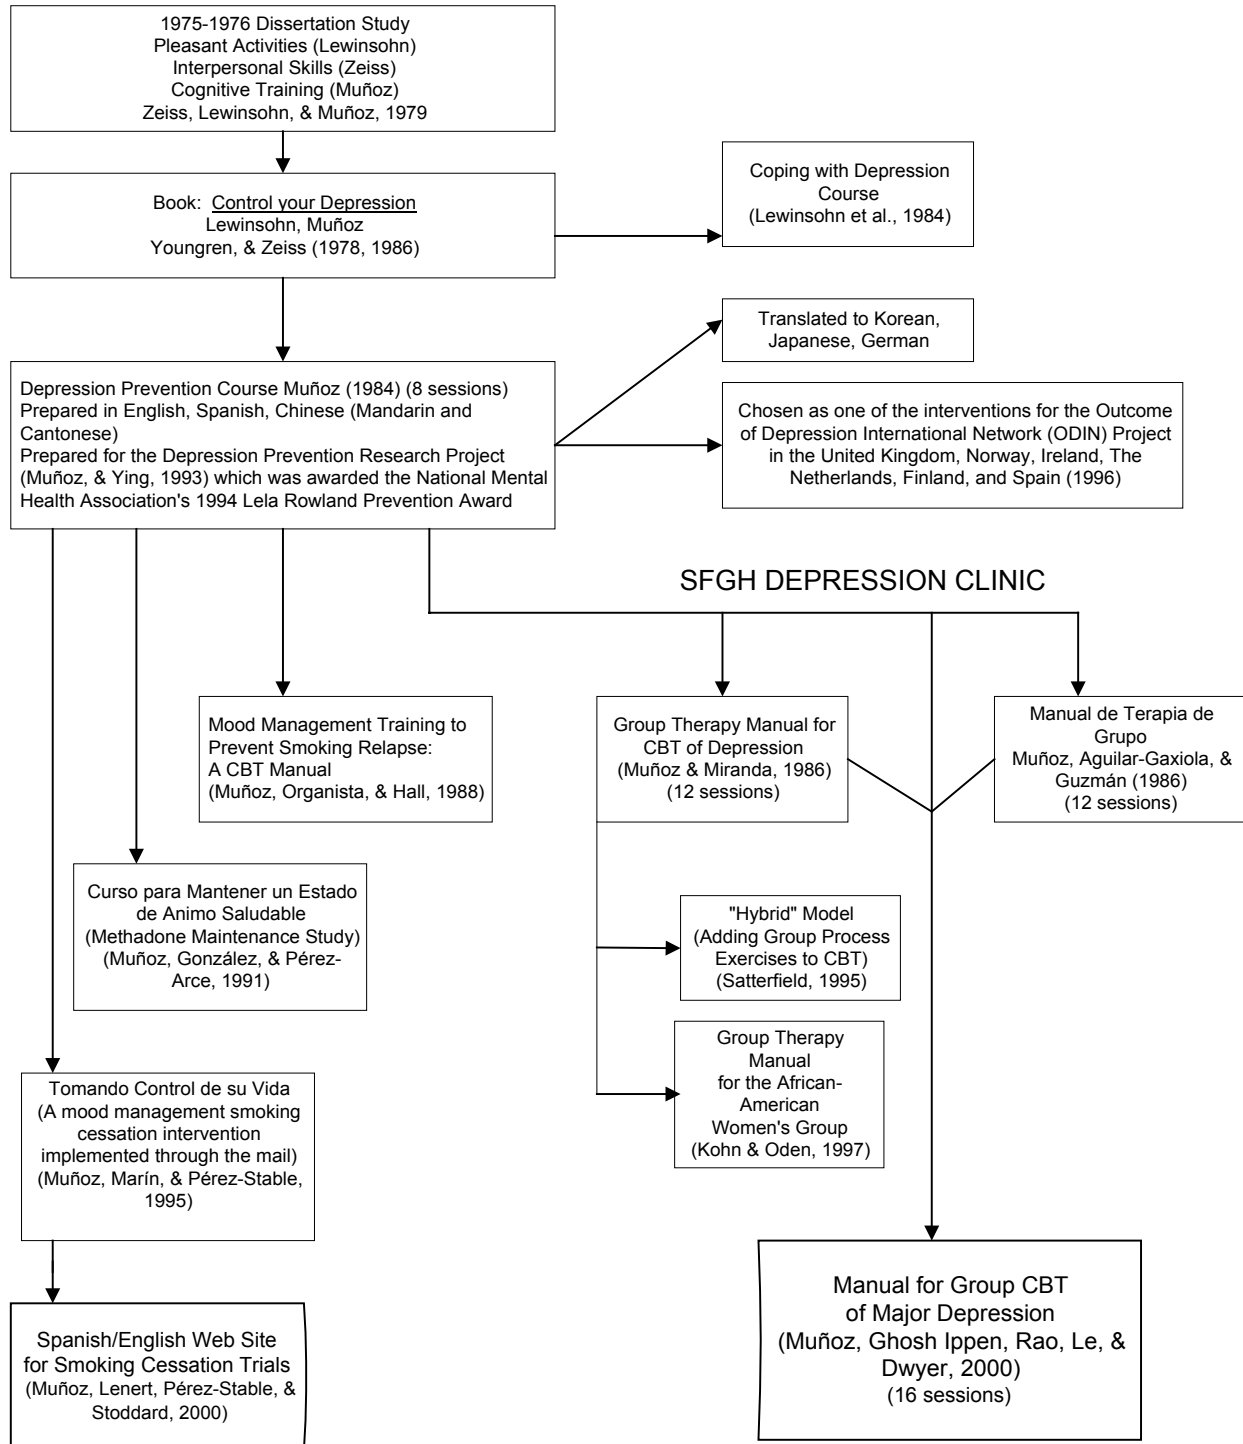 1975-1976 Dissertation Study
Pleasant Activities (Lewinsohn)
Interpersonal Skills (Zeiss)
Cognitive Training (Muñoz)
Zeiss, Lewinsohn, & Muñoz, 1979
Book: Control your Depression
Lewinsohn, Muñoz
Youngren, & Zeiss (1978, 1986)
Coping with Depression
Course
(Lewinsohn et al., 1984)
Translated to Korean,
Japanese, German
Depression Prevention Course Muñoz (1984) (8 sessions)
Prepared in English, Spanish, Chinese (Mandarin and
Cantonese)
Prepared for the Depression Prevention Research Project
(Muñoz, & Ying, 1993) which was awarded the National Mental
Health Association's 1994 Lela Rowland Prevention Award
Chosen as one of the interventions for the Outcome
of Depression International Network (ODIN) Project
in the United Kingdom, Norway, Ireland, The
Netherlands, Finland, and Spain (1996)
SFGH DEPRESSION CLINIC
Mood Management Training to
Prevent Smoking Relapse:
A CBT Manual
(Muñoz, Organista, & Hall, 1988)
Group Therapy Manual for
CBT of Depression
(Muñoz & Miranda, 1986)
(12 sessions)
Manual de Terapia de
Grupo
Muñoz, Aguilar-Gaxiola, &
Guzmán (1986)
(12 sessions)
Curso para Mantener un Estado
de Animo Saludable
(Methadone Maintenance Study)
(Muñoz, González, & Pérez-
Arce, 1991)
"Hybrid" Model
(Adding Group Process
Exercises to CBT)
(Satterfield, 1995)
Group Therapy
Manual
for the African-
American
Women's Group
(Kohn & Oden, 1997)
Tomando Control de su Vida
(A mood management smoking
cessation intervention
implemented through the mail)
(Muñoz, Marín, & Pérez-Stable,
1995)
Spanish/English Web Site
for Smoking Cessation Trials
(Muñoz, Lenert, Pérez-Stable, &
Stoddard, 2000)
Manual for Group CBT
of Major Depression
(Muñoz, Ghosh Ippen, Rao, Le, &
Dwyer, 2000)
(16 sessions)